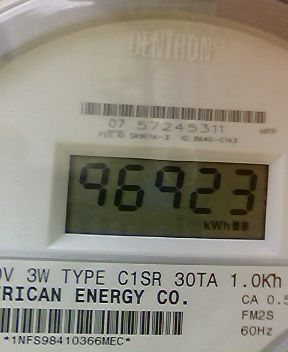 CENTRON
07 57245311
96923
kWh
0V 3W TYPE C1SR 30TA 1.0Kh
ERICAN ENERGY CO.
CA 0.5
FM2S
60Hz
*1NFS98410366MEC*